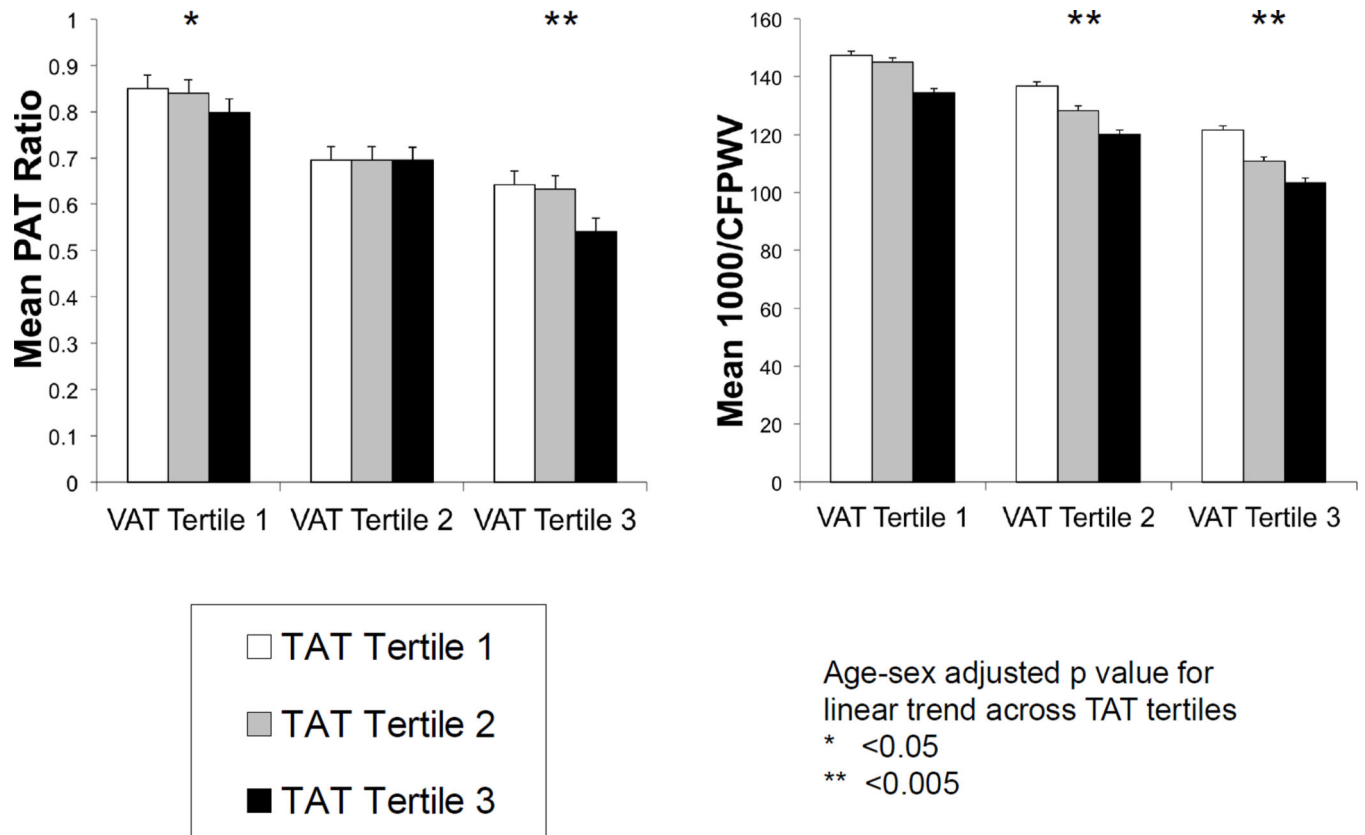 *
**
1
0.9
0.8
0.7
0.6
0.5
0.4
0.3
0.2
0.1
0
Mean PAT Ratio
VAT Tertile 1
VAT Tertile 2
VAT Tertile 3
**
**
160
140
120
100
80
60
40
20
0
Mean 1000/CFPWV
VAT Tertile 1
VAT Tertile 2
VAT Tertile 3
TAT Tertile 1
TAT Tertile 2
TAT Tertile 3
Age-sex adjusted p value for
linear trend across TAT tertiles
* <0.05
** <0.005